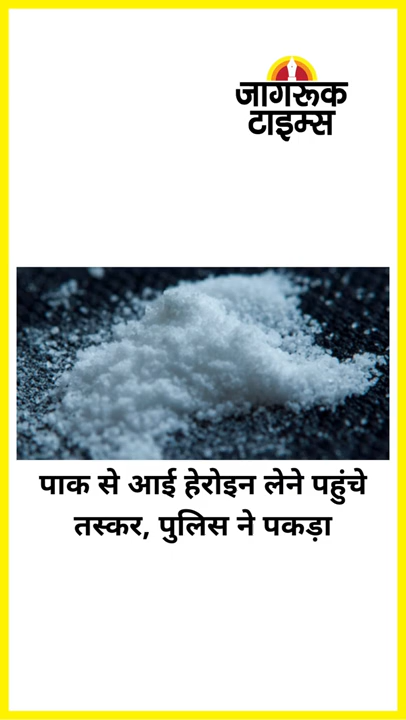 जागरूक
टाइम्स
पाक से आई हेरोइन लेने पहुंचे
तस्कर, पुलिस ने पकड़ा